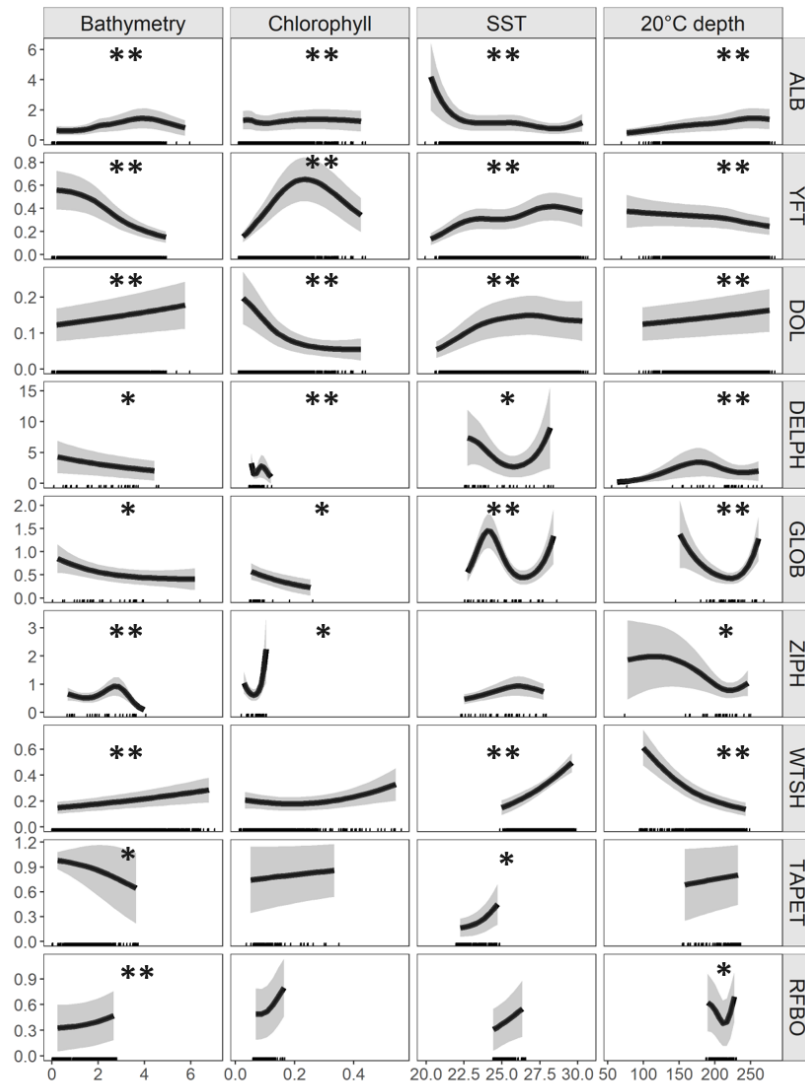 Bathymetry Chlorophyll SST 20°C depth
** ** ** **
6
4
2
0
ALB
** ** ** **
0.8
0.6
0.4
0.2
0.0
YFT
** ** ** **
0.2
0.1
0.0
DOL
* ** * **
15
10
5
0
DELPH
* * ** **
2.0
1.5
1.0
0.5
0.0
GLOB
** * *
3
2
1
0
ZIPH
** ** **
0.6
0.4
0.2
0.0
WTSH
* *
1.2
0.9
0.6
0.3
0.0
TAPET
** *
0.9
0.6
0.3
0.0
RFBO
0 2 4 6 0.0 0.2 0.4 20.0 22.5 25.0 27.5 30.0 50 100 150 200 250